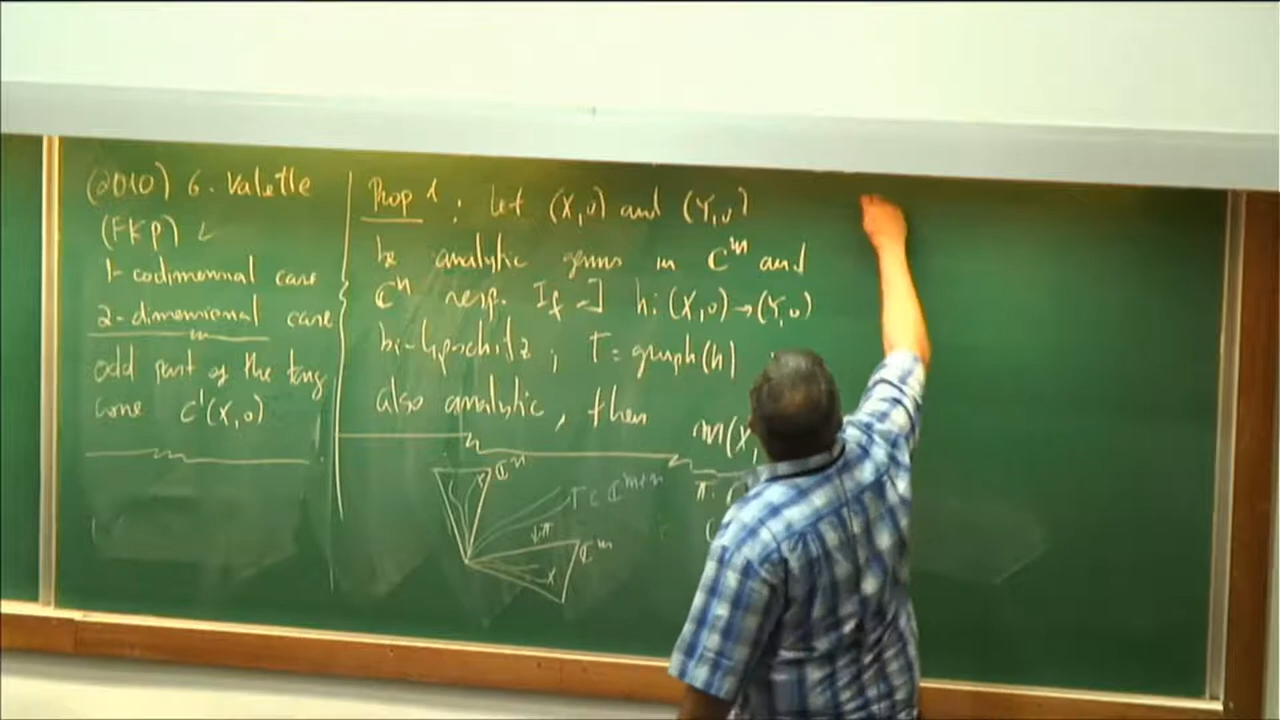 (2010) G. Valette
(FKP)
1-codimensional case
2-dimensional case
odd part of the tang
cone C'(X,0)
Prop 1: Let (X,0) and (Y,0)
be analytic germs in ℂᵐ and
ℂⁿ resp. If ∃ h: (X,0)→(Y,0)
bi-Lipschitz, Γ = graph(h)
also analytic, then m(X,
ℂⁿ
Γ ⊂ ℂᵐ⁺ⁿ
↓π
ℂᵐ
X
π: ℂ